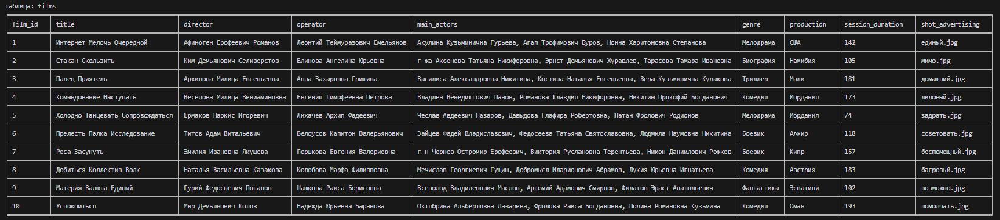 таблица: films
film_id title director operator main_actors genre production session_duration shot_advertising
1 Интернет Мелочь Очередной Афиноген Ерофеевич Романов Леонтий Теймуразович Емельянов Акулина Кузьминична Гурьева, Агап Трофимович Буров, Нонна Харитоновна Степанова Мелодрама США 142 единый.jpg
2 Стакан Скользить Ким Демьянович Селиверстов Блинова Ангелина Юрьевна г-жа Аксенова Татьяна Никифоровна, Эрнст Демьянович Журавлев, Тарасова Тамара Ивановна Биография Намибия 105 мимо.jpg
3 Палец Приятель Архипова Милица Евгеньевна Анна Захаровна Гришина Василиса Александровна Никитина, Костина Наталья Евгеньевна, Вера Кузьминична Кулакова Триллер Мали 181 домашний.jpg
4 Командование Наступать Веселова Милица Вениаминовна Евгения Тимофеевна Петрова Владлен Венедиктович Панов, Романова Клавдия Никифоровна, Никитин Прокофий Богданович Комедия Иордания 173 лиловый.jpg
5 Холодно Танцевать Сопровождаться Ермаков Наркис Игоревич Лихачев Архип Фадеевич Чеслав Авдеевич Назаров, Давыдова Глафира Робертовна, Натан Фролович Родионов Мелодрама Иордания 74 задрать.jpg
6 Прелесть Палка Исследование Титов Адам Витальевич Белоусов Капитон Валерьянович Зайцев Фадей Владиславович, Федосеева Татьяна Святославовна, Людмила Наумовна Никитина Боевик Алжир 118 советовать.jpg
7 Роса Засунуть Эмилия Ивановна Якушева Горшкова Евгения Валериевна г-н Чернов Остромир Ерофеевич, Виктория Руслановна Терентьева, Никон Даниилович Рожков Боевик Кипр 157 беспомощный.jpg
8 Добиться Коллектив Волк Наталья Васильевна Казакова Колобова Марфа Филипповна Мечислав Георгиевич Гущин, Добромысл Иларионович Абрамов, Лукия Юрьевна Игнатьева Комедия Австрия 183 багровый.jpg
9 Материя Валюта Единый Гурий Федосьевич Потапов Шашкова Раиса Борисовна Всеволод Владиленович Маслов, Артемий Адамович Смирнов, Филатов Эраст Анатольевич Фантастика Эсватини 102 возможно.jpg
10 Успокоиться Мир Демьянович Котов Надежда Юрьевна Баранова Октябрина Альбертовна Лазарева, Фролова Раиса Богдановна, Полина Романовна Кузьмина Комедия Оман 193 помолчать.jpg